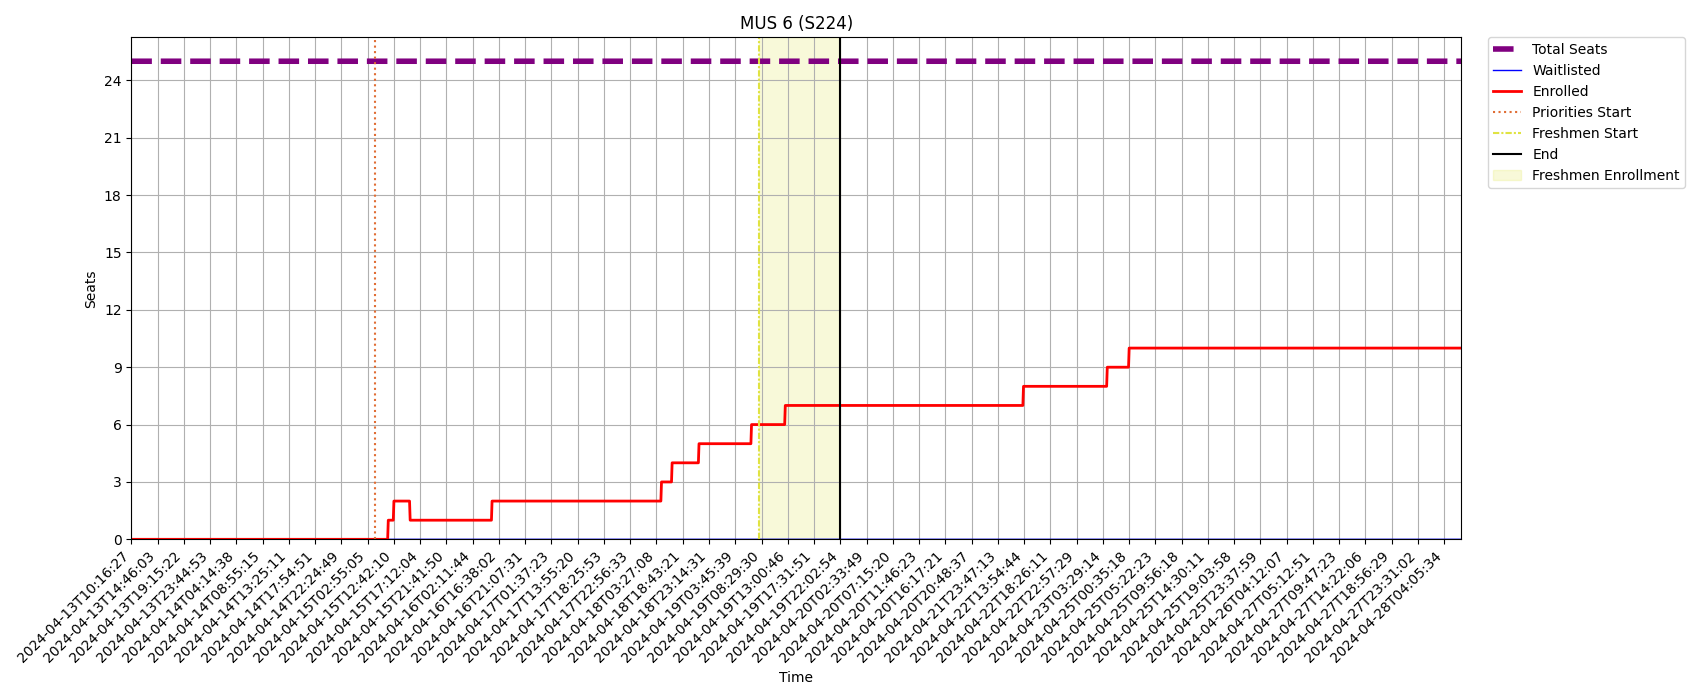 MUS 6 (S224)
Total Seats
Waitlisted
Enrolled
Priorities Start
Freshmen Start
End
Freshmen Enrollment
Seats
24
21
18
15
12
9
6
3
0
2024-04-13T10:16:27
2024-04-13T14:46:03
2024-04-13T19:15:22
2024-04-13T23:44:53
2024-04-14T04:14:38
2024-04-14T08:55:15
2024-04-14T13:25:11
2024-04-14T17:54:51
2024-04-14T22:24:49
2024-04-15T02:55:05
2024-04-15T12:42:10
2024-04-15T17:12:04
2024-04-15T21:41:50
2024-04-16T02:11:44
2024-04-16T16:38:02
2024-04-16T21:07:31
2024-04-17T01:37:23
2024-04-17T13:55:20
2024-04-17T18:25:53
2024-04-17T22:56:33
2024-04-18T03:27:08
2024-04-18T18:43:21
2024-04-18T23:14:31
2024-04-19T03:45:39
2024-04-19T08:29:30
2024-04-19T13:00:46
2024-04-19T17:31:51
2024-04-19T22:02:54
2024-04-20T02:33:49
2024-04-20T07:15:20
2024-04-20T11:46:23
2024-04-20T16:17:21
2024-04-20T20:48:37
2024-04-21T23:47:13
2024-04-22T13:54:44
2024-04-22T18:26:11
2024-04-22T22:57:29
2024-04-23T03:29:14
2024-04-25T00:35:18
2024-04-25T05:22:23
2024-04-25T09:56:18
2024-04-25T14:30:11
2024-04-25T19:03:58
2024-04-25T23:37:59
2024-04-26T04:12:07
2024-04-27T05:12:51
2024-04-27T09:47:23
2024-04-27T14:22:06
2024-04-27T18:56:29
2024-04-27T23:31:02
2024-04-28T04:05:34
Time